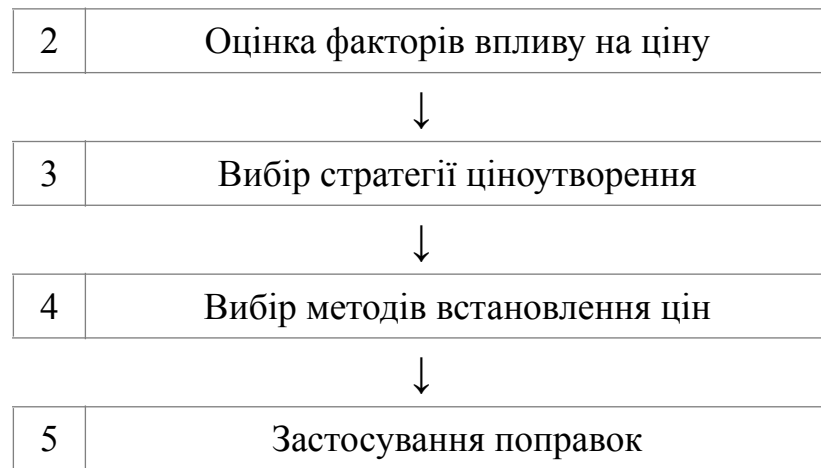 2 Оцінка факторів впливу на ціну
↓
3 Вибір стратегії ціноутворення
↓
4 Вибір методів встановлення цін
↓
5 Застосування поправок